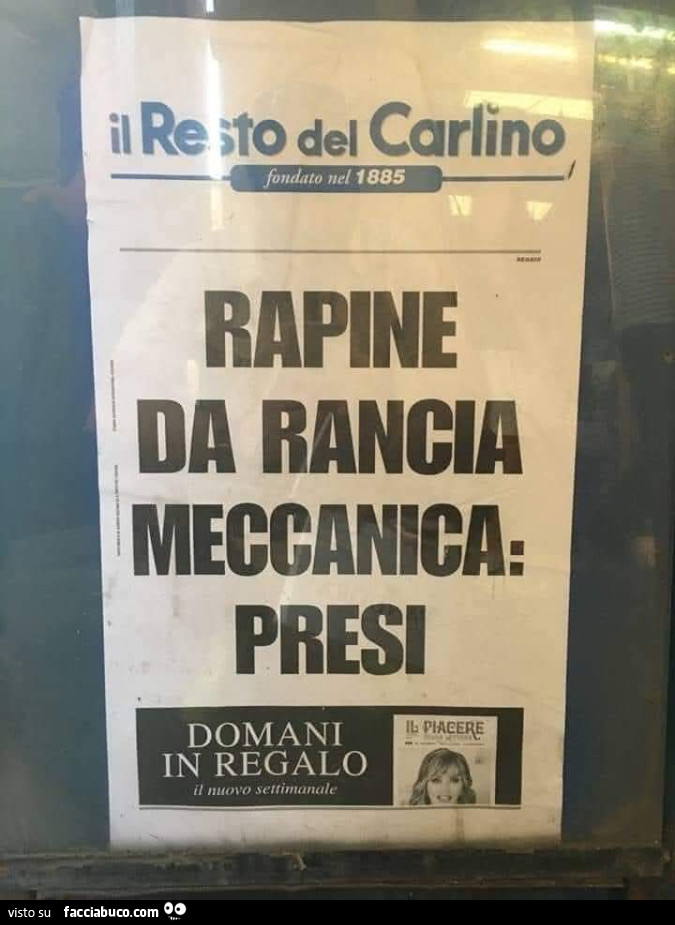 il Resto del Carlino
fondato nel 1885
REGGIO
RAPINE
DA RANCIA
MECCANICA:
PRESI
DOMANI
IN REGALO
il nuovo settimanale
IL PIACERE
visto su facciabuco.com